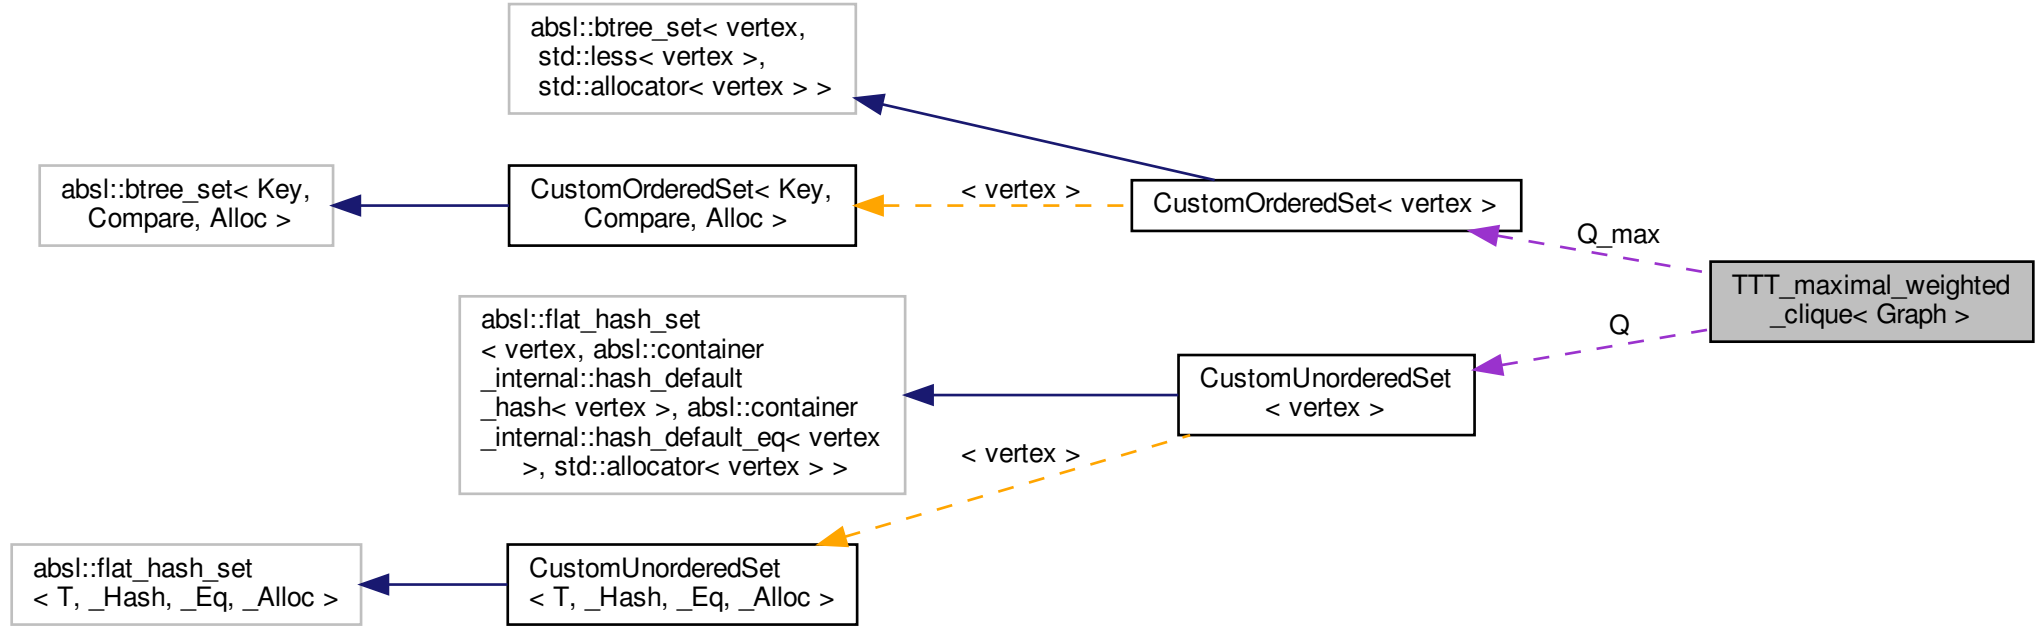 absl::btree_set< vertex,
std::less< vertex >,
std::allocator< vertex > >
absl::btree_set< Key,
Compare, Alloc >
CustomOrderedSet< Key,
Compare, Alloc >
< vertex >
CustomOrderedSet< vertex >
Q_max
TTT_maximal_weighted
_clique< Graph >
absl::flat_hash_set
< vertex, absl::container
_internal::hash_default
_hash< vertex >, absl::container
_internal::hash_default_eq< vertex
>, std::allocator< vertex > >
Q
CustomUnorderedSet
< vertex >
< vertex >
absl::flat_hash_set
< T, _Hash, _Eq, _Alloc >
CustomUnorderedSet
< T, _Hash, _Eq, _Alloc >